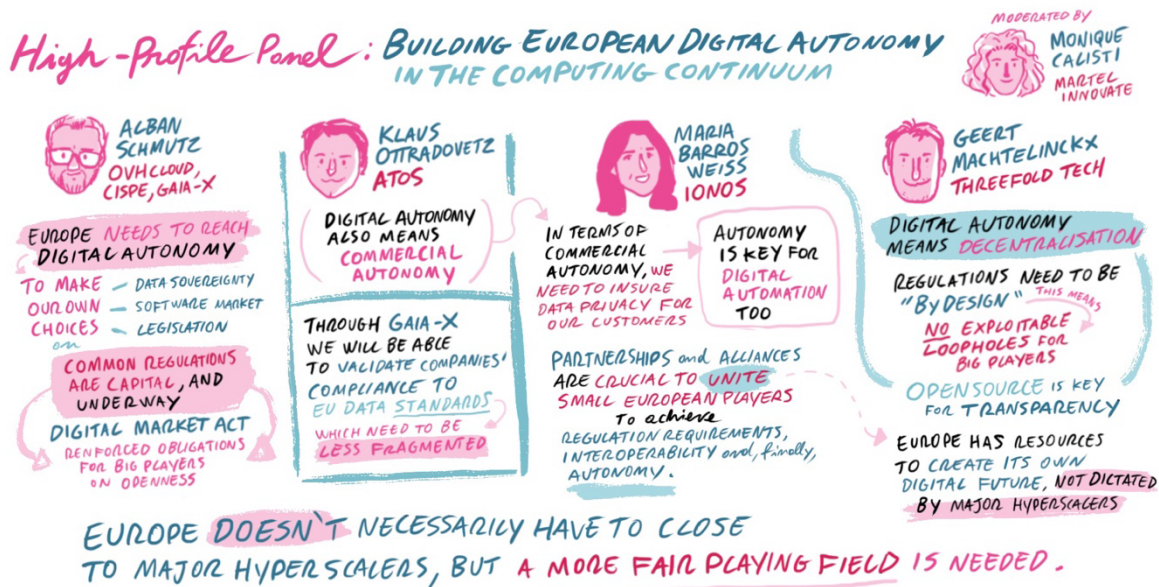 High-Profile Panel: BUILDING EUROPEAN DIGITAL AUTONOMY
IN THE COMPUTING CONTINUUM
MODERATED BY
MONIQUE
CALISTI
MARTEL
INNOVATE
ALBAN
SCHMUTZ
OVHCLOUD,
CISPE, GAIA-X
EUROPE NEEDS TO REACH
DIGITAL AUTONOMY
TO MAKE
OUR OWN
CHOICES
on
- DATA SOVEREIGNTY
- SOFTWARE MARKET
- LEGISLATION
COMMON REGULATIONS
ARE CAPITAL, AND
UNDERWAY
DIGITAL MARKET ACT
RENFORCED OBLIGATIONS
FOR BIG PLAYERS
ON OPENNESS
KLAUS
OTTRADOVETZ
ATOS
DIGITAL AUTONOMY
ALSO MEANS
COMMERCIAL
AUTONOMY
THROUGH GAIA-X
WE WILL BE ABLE
TO VALIDATE COMPANIES'
COMPLIANCE TO
EU DATA STANDARDS
WHICH NEED TO BE
LESS FRAGMENTED
MARIA
BARROS
WEISS
IONOS
IN TERMS OF
COMMERCIAL
AUTONOMY, WE
NEED TO INSURE
DATA PRIVACY FOR
OUR CUSTOMERS
AUTONOMY
IS KEY FOR
DIGITAL
AUTOMATION
TOO
PARTNERSHIPS and ALLIANCES
ARE CRUCIAL TO UNITE
SMALL EUROPEAN PLAYERS
TO achieve
REGULATION REQUIREMENTS,
INTEROPERABILITY and, finally,
AUTONOMY.
GEERT
MACHTELINCKX
THREEFOLD TECH
DIGITAL AUTONOMY
MEANS DECENTRALISATION
REGULATIONS NEED TO BE
"BY DESIGN"
THIS MEANS
NO EXPLOITABLE
LOOPHOLES FOR
BIG PLAYERS
OPENSOURCE IS KEY
FOR TRANSPARENCY
EUROPE HAS RESOURCES
TO CREATE ITS OWN
DIGITAL FUTURE, NOT DICTATED
BY MAJOR HYPERSCALERS
EUROPE DOESN'T NECESSARILY HAVE TO CLOSE
TO MAJOR HYPERSCALERS, BUT A MORE FAIR PLAYING FIELD IS NEEDED.